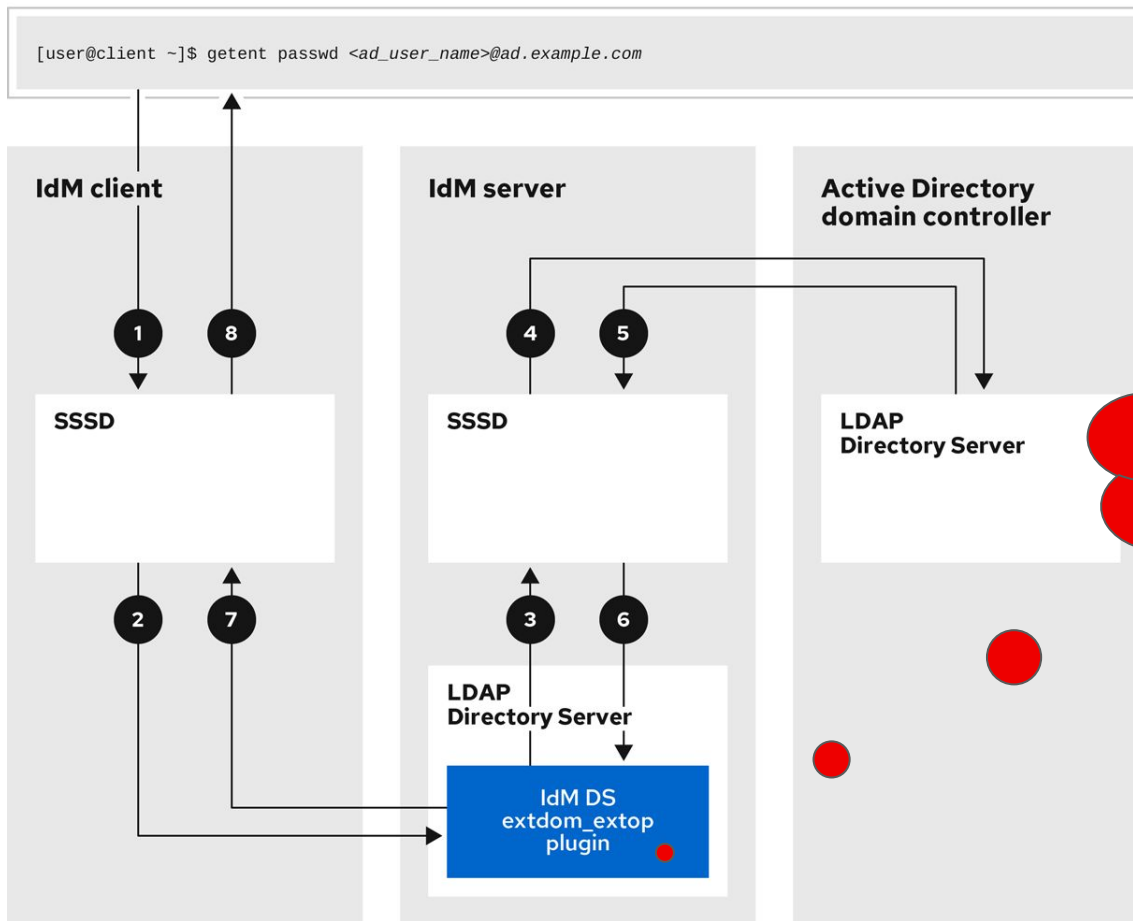 [user@client ~]$ getent passwd <ad_user_name>@ad.example.com
IdM client
IdM server
Active Directory
domain controller
1
8
4
5
SSSD
SSSD
LDAP
Directory Server
2
7
3
6
LDAP
Directory Server
IdM DS
extdom_extop
plugin